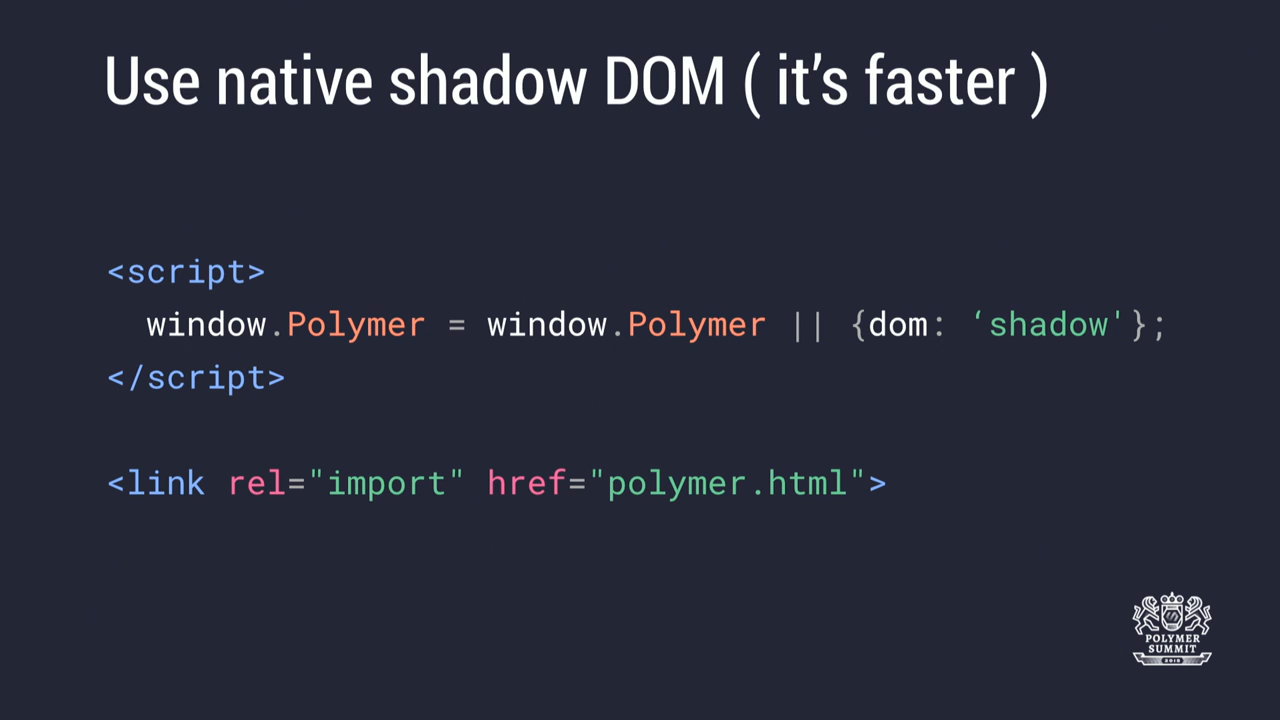 Use native shadow DOM ( it’s faster )
<script>
window.Polymer = window.Polymer || {dom: ‘shadow'};
</script>
<link rel="import" href="polymer.html">
POLYMER
SUMMIT
2015